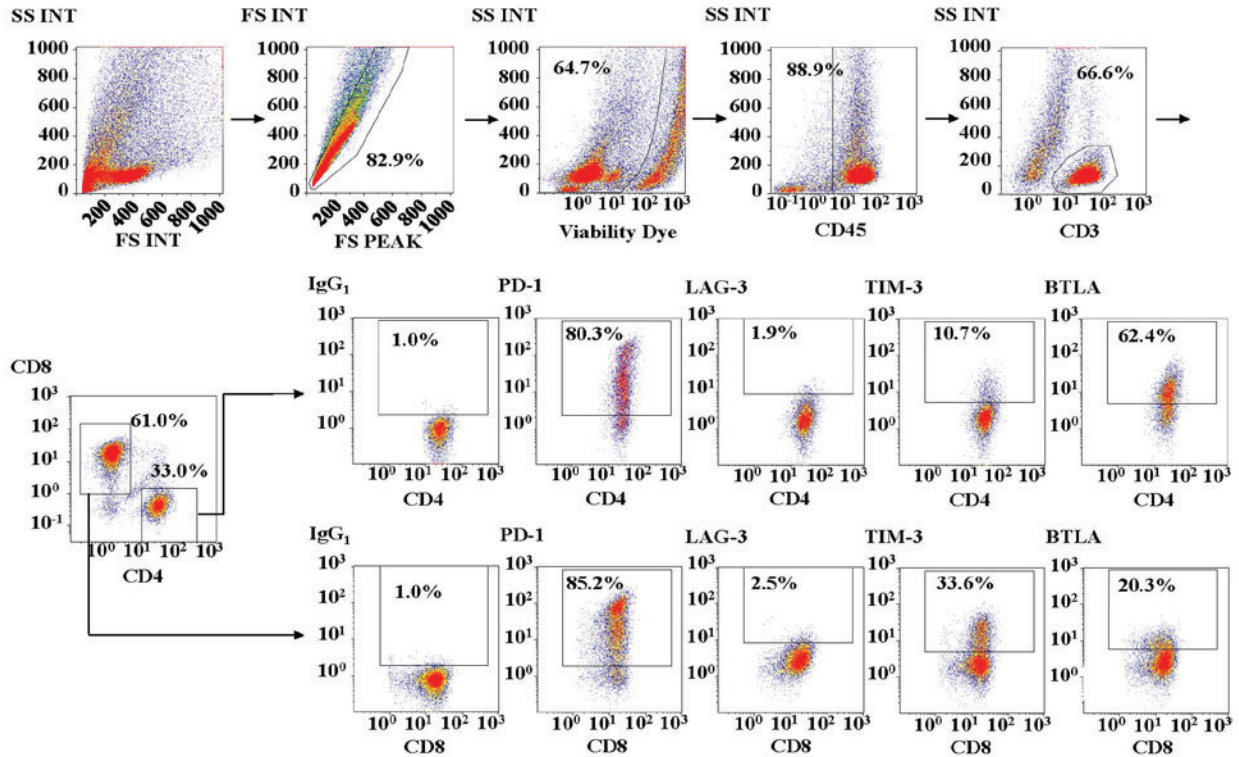 SS INT FS INT SS INT SS INT SS INT
1000 1000 1000 1000 1000
800 800 800 800 800
600 600 600 600 600
400 400 400 400 400
200 200 200 200 200
0 0 0 0 0
82.9% 64.7% 88.9% 66.6%
200 400 600 800 1000 200 400 600 800 1000 10⁰ 10¹ 10² 10³ 10⁻¹ 10⁰ 10¹ 10² 10³ 10⁰ 10¹ 10² 10³
FS INT FS PEAK Viability Dye CD45 CD3
IgG₁ PD-1 LAG-3 TIM-3 BTLA
10³ 10³ 10³ 10³ 10³
1.0% 80.3% 1.9% 10.7% 62.4%
10² 10² 10² 10² 10²
10¹ 10¹ 10¹ 10¹ 10¹
10⁰ 10⁰ 10⁰ 10⁰ 10⁰
10⁰ 10¹ 10² 10³ 10⁰ 10¹ 10² 10³ 10⁰ 10¹ 10² 10³ 10⁰ 10¹ 10² 10³ 10⁰ 10¹ 10² 10³
CD4 CD4 CD4 CD4 CD4
CD8
10³
61.0%
10²
10¹
33.0%
10⁰
10⁻¹
10⁰ 10¹ 10² 10³
CD4
IgG₁ PD-1 LAG-3 TIM-3 BTLA
10³ 10³ 10³ 10³ 10³
1.0% 85.2% 2.5% 33.6% 20.3%
10² 10² 10² 10² 10²
10¹ 10¹ 10¹ 10¹ 10¹
10⁰ 10⁰ 10⁰ 10⁰ 10⁰
10⁰ 10¹ 10² 10³ 10⁰ 10¹ 10² 10³ 10⁰ 10¹ 10² 10³ 10⁰ 10¹ 10² 10³ 10⁰ 10¹ 10² 10³
CD8 CD8 CD8 CD8 CD8